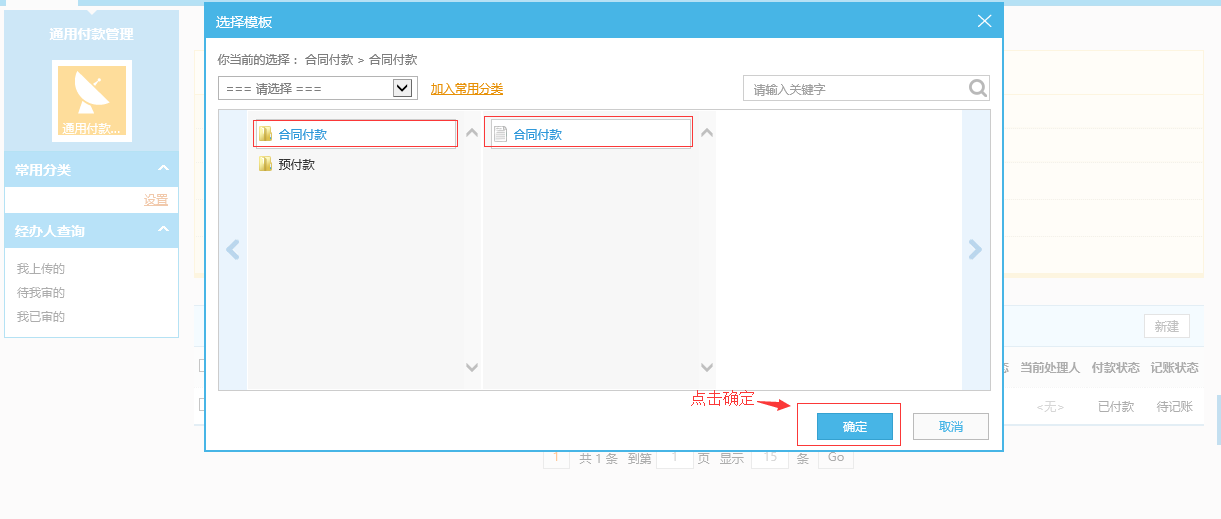 选择模板
你当前的选择： 合同付款 > 合同付款
=== 请选择 ===
加入常用分类
请输入关键字
合同付款
预付款
合同付款
点击确定
确定
取消
通用付款管理
通用付款...
常用分类
设置
经办人查询
我上传的
待我审的
我已审的
新建
态 当前处理人 付款状态 记账状态
<无> 已付款 待记账
1 共 1 条 到第 1 页 显示 15 条 Go